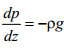 dp/dz = −ρg